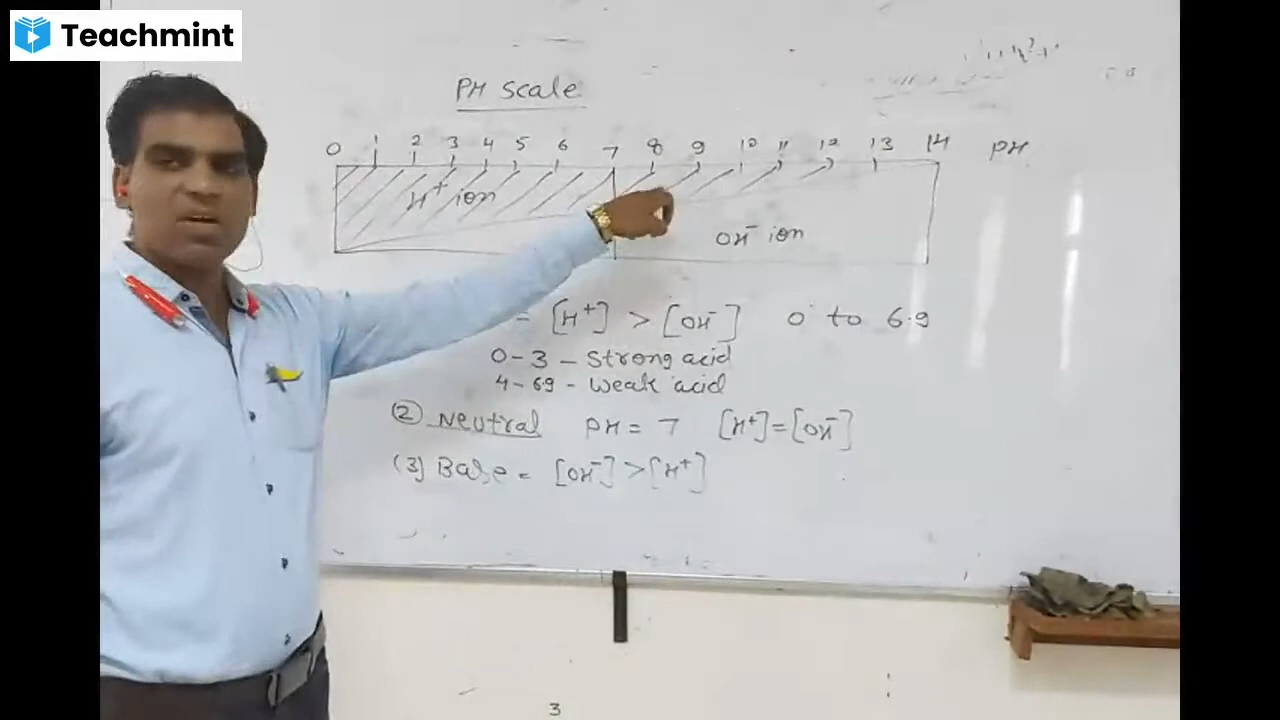 Teachmint
PH Scale
0 1 2 3 4 5 6 7 8 9 10 11 12 13 14 PH
H⁺ ion
OH⁻ ion
= [H⁺] > [OH⁻] 0 to 6.9
0-3 - Strong acid
4-6.9 - Weak acid
② Neutral PH = 7 [H⁺]=[OH⁻]
(3) Base = [OH⁻] > [H⁺]
3